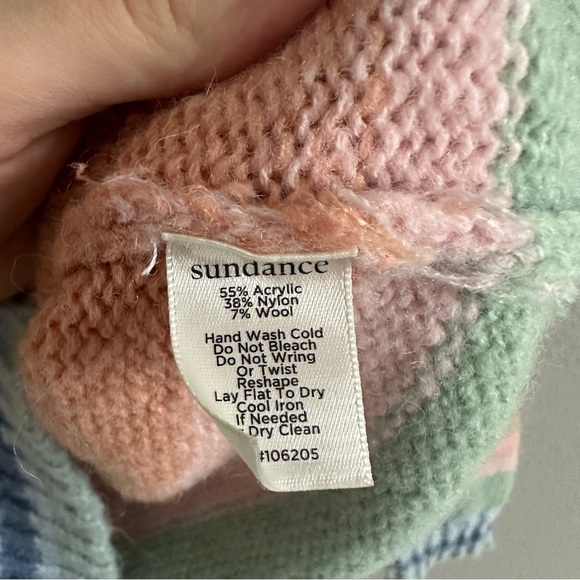 sundance
55% Acrylic
38% Nylon
7% Wool
Hand Wash Cold
Do Not Bleach
Do Not Wring
Or Twist
Reshape
Lay Flat To Dry
Cool Iron
If Needed
Dry Clean
#106205